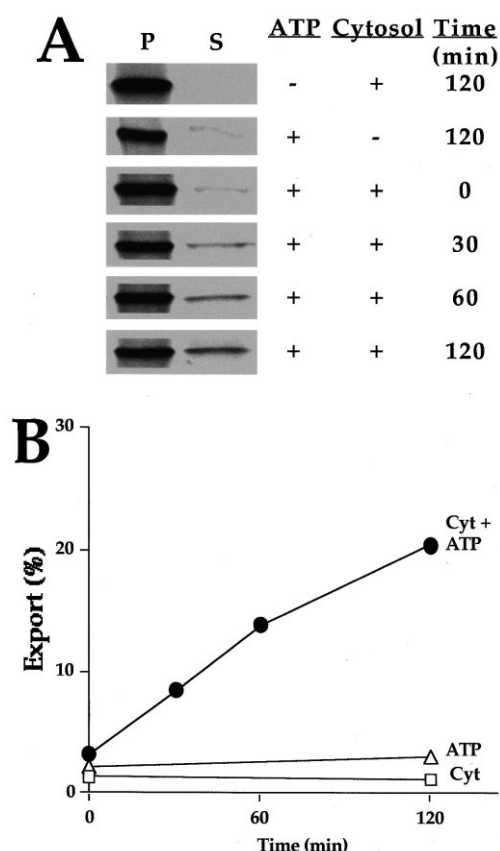 A
P S ATP Cytosol Time
(min)
- + 120
+ - 120
+ + 0
+ + 30
+ + 60
+ + 120
B
30
20
10
0
Export (%)
Cyt +
ATP
ATP
Cyt
0 60 120
Time (min)